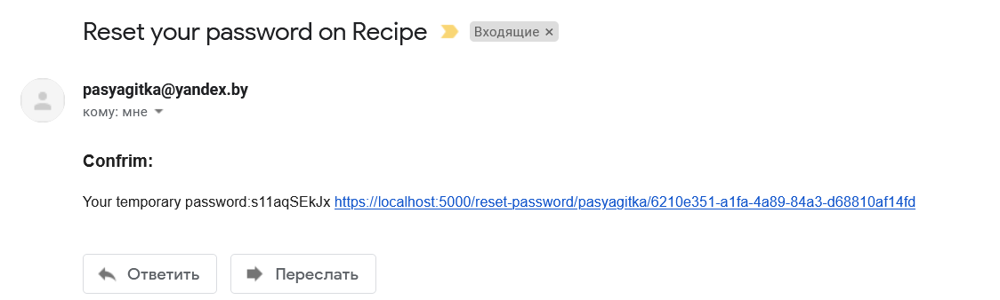 Reset your password on Recipe Входящие ×
pasyagitka@yandex.by
кому: мне
Confrim:
Your temporary password:s11aqSEkJx https://localhost:5000/reset-password/pasyagitka/6210e351-a1fa-4a89-84a3-d68810af14fd
Ответить Переслать